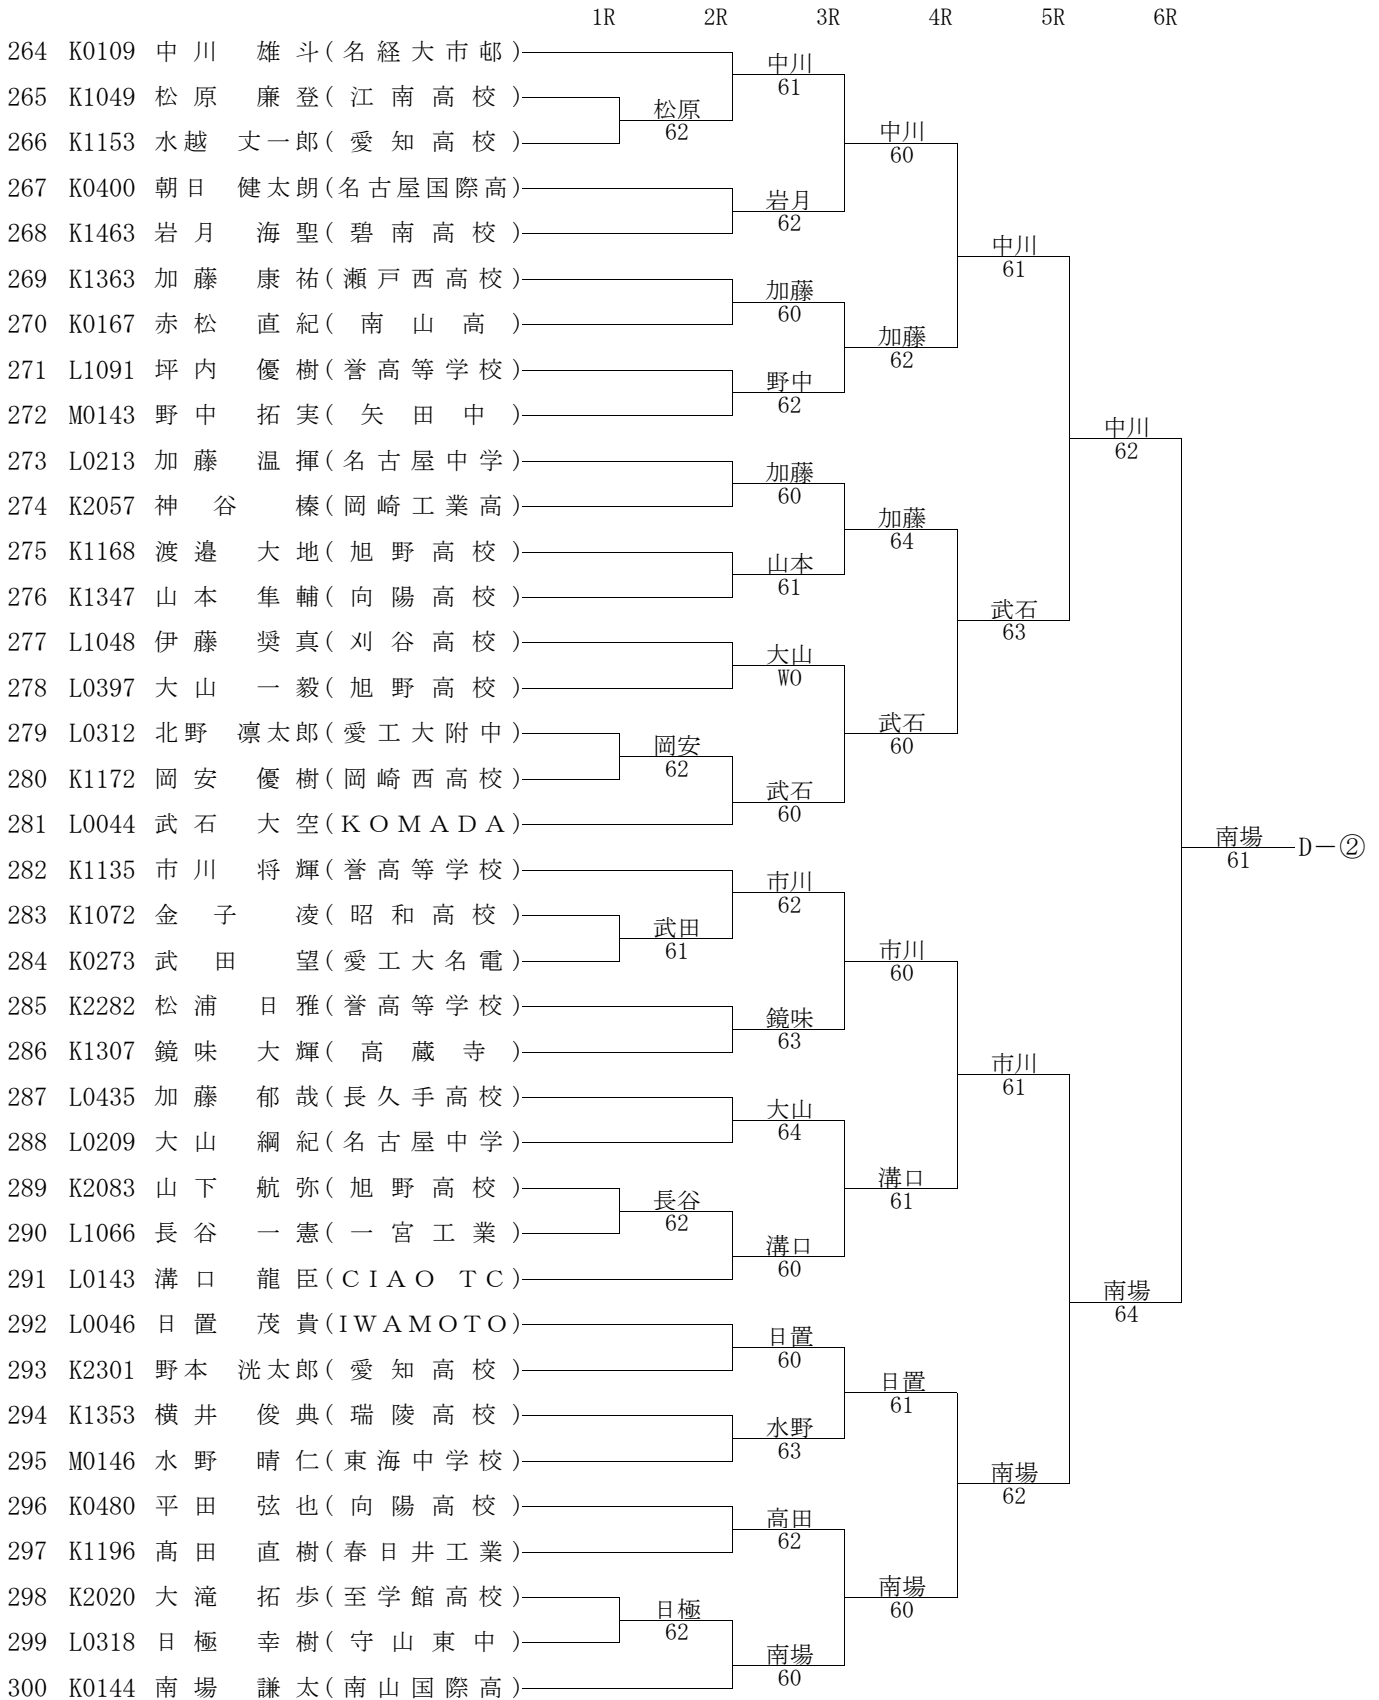 1R 2R 3R 4R 5R 6R
264 K0109 中川 雄斗(名経大市邨)
中川
61
265 K1049 松原 廉登(江南高校)
松原
62
266 K1153 水越 丈一郎(愛知高校)
中川
60
267 K0400 朝日 健太朗(名古屋国際高)
岩月
62
268 K1463 岩月 海聖(碧南高校)
中川
61
269 K1363 加藤 康祐(瀬戸西高校)
加藤
60
270 K0167 赤松 直紀(南山高)
加藤
62
271 L1091 坪内 優樹(誉高等学校)
野中
62
272 M0143 野中 拓実(矢田中)
中川
62
273 L0213 加藤 温揮(名古屋中学)
加藤
60
274 K2057 神谷 榛(岡崎工業高)
加藤
64
275 K1168 渡邉 大地(旭野高校)
山本
61
276 K1347 山本 隼輔(向陽高校)
武石
63
277 L1048 伊藤 奨真(刈谷高校)
大山
WO
278 L0397 大山 一毅(旭野高校)
武石
60
279 L0312 北野 凛太郎(愛工大附中)
岡安
62
280 K1172 岡安 優樹(岡崎西高校)
武石
60
281 L0044 武石 大空(KOMADA)
南場
61
D-②
282 K1135 市川 将輝(誉高等学校)
市川
62
283 K1072 金子 凌(昭和高校)
武田
61
284 K0273 武田 望(愛工大名電)
市川
60
285 K2282 松浦 日雅(誉高等学校)
鏡味
63
286 K1307 鏡味 大輝(高蔵寺)
市川
61
287 L0435 加藤 郁哉(長久手高校)
大山
64
288 L0209 大山 綱紀(名古屋中学)
溝口
61
289 K2083 山下 航弥(旭野高校)
長谷
62
290 L1066 長谷 一憲(一宮工業)
溝口
60
291 L0143 溝口 龍臣(CIAO TC)
南場
64
292 L0046 日置 茂貴(IWAMOTO)
日置
60
293 K2301 野本 洸太郎(愛知高校)
日置
61
294 K1353 横井 俊典(瑞陵高校)
水野
63
295 M0146 水野 晴仁(東海中学校)
南場
62
296 K0480 平田 弦也(向陽高校)
高田
62
297 K1196 髙田 直樹(春日井工業)
南場
60
298 K2020 大滝 拓歩(至学館高校)
日極
62
299 L0318 日極 幸樹(守山東中)
南場
60
300 K0144 南場 謙太(南山国際高)